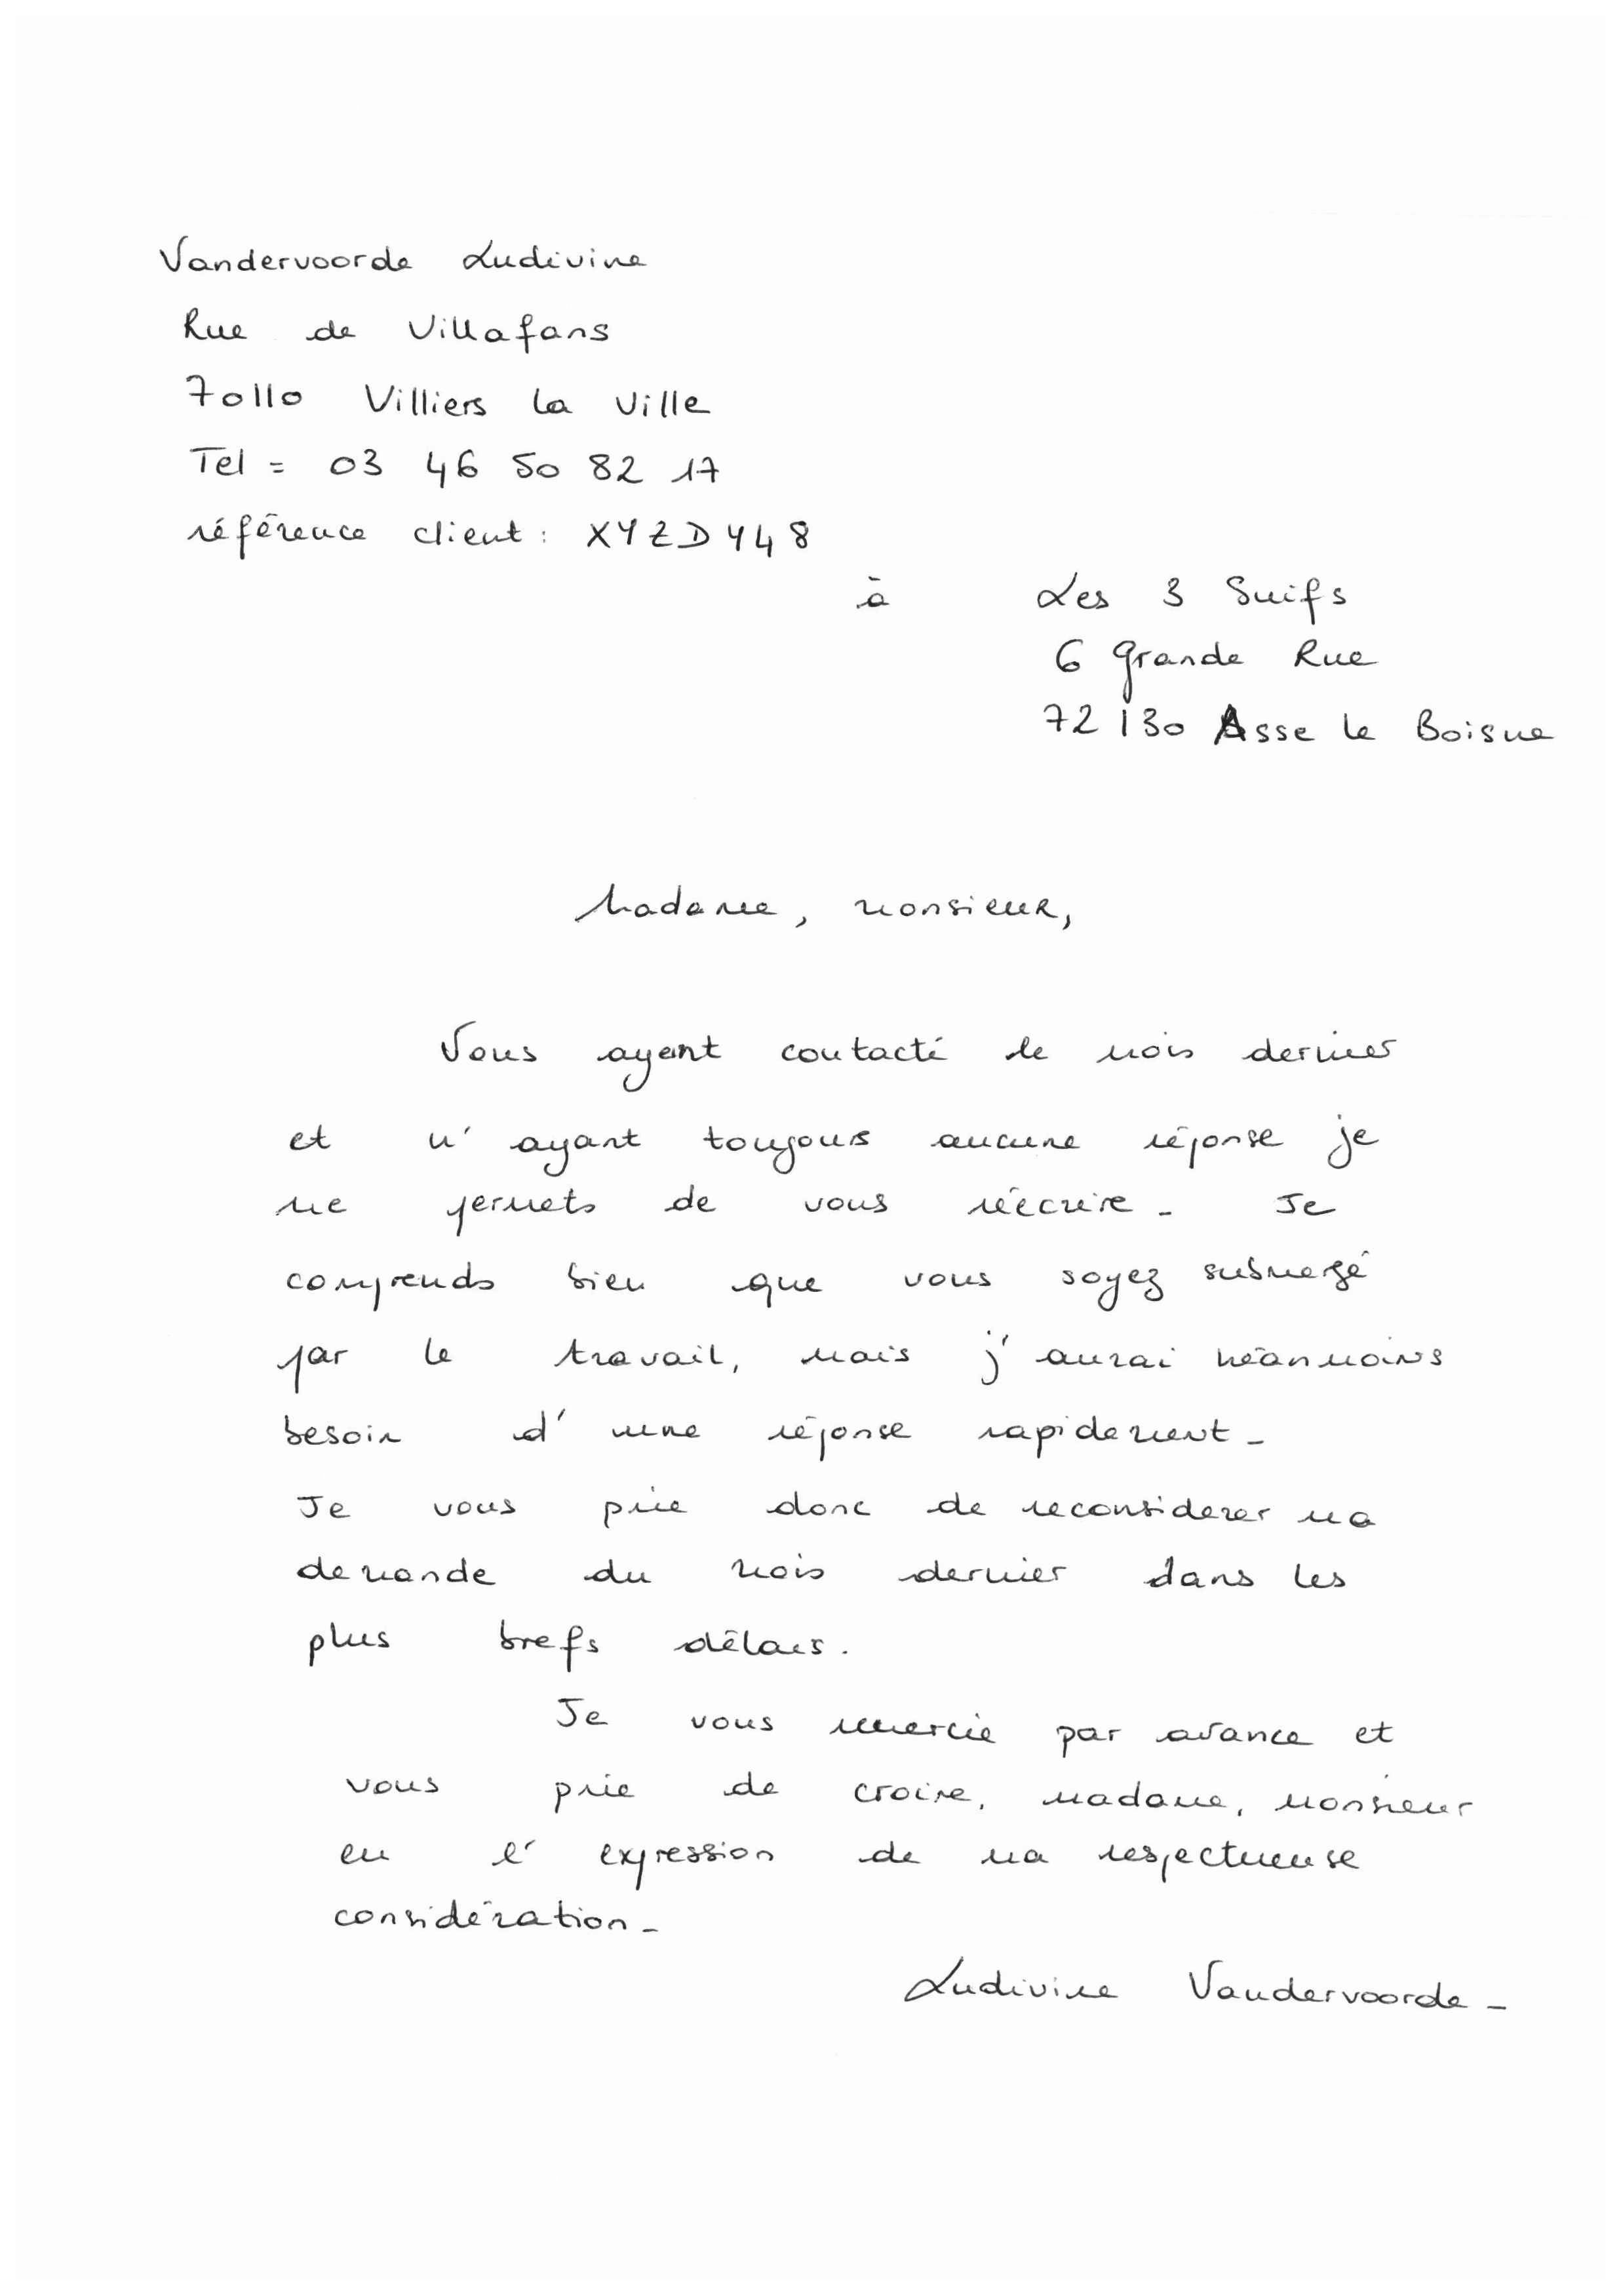 Vandervoorde Ludivine
Rue de Villafans
70110 Villiers la ville
Tel = 03 46 50 82 17
référence client : XYZDY48
à Les 3 Suifs
6 grande Rue
72130 Asse le Boisne
Madame, monsieur,
Vous ayant contacté le mois dernier
et n'ayant toujours aucune réponse je
me permets de vous réécrire. Je
comprends bien que vous soyez submergé
par le travail, mais j'aurai néanmoins
besoin d'une réponse rapidement.
Je vous prie donc de reconsiderer ma
demande du mois dernier dans les
plus brefs délais.
Je vous remercie par avance et
vous prie de croire, madame, monsieur
en l'expression de ma respectueuse
considération.
Ludivine Vandervoorde.